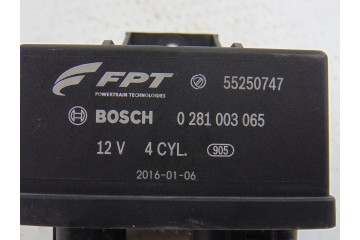 FPT 55250747
POWERTRAIN TECHNOLOGIES
BOSCH 0 281 003 065
12 V 4 CYL. 905
2016-01-06